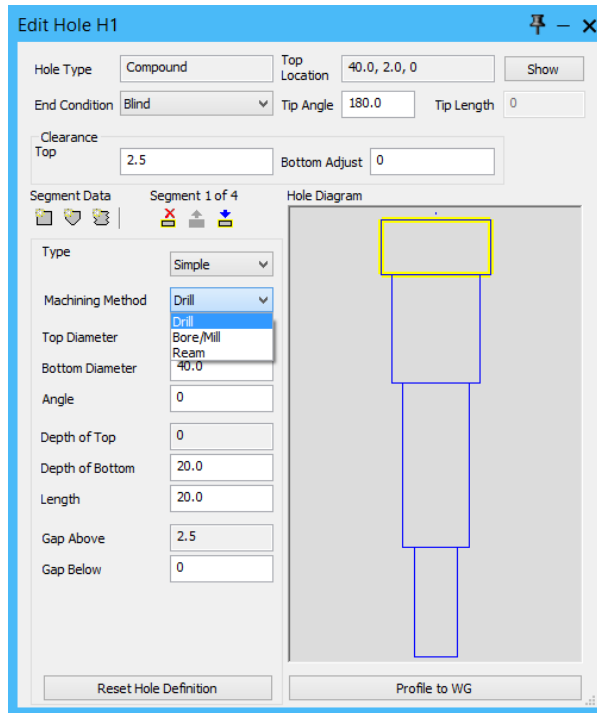 Edit Hole H1
Hole Type Compound Top Location 40.0, 2.0, 0 Show
End Condition Blind Tip Angle 180.0 Tip Length 0
Clearance
Top 2.5 Bottom Adjust 0
Segment Data Segment 1 of 4 Hole Diagram
Type Simple
Machining Method Drill
Drill
Top Diameter Bore/Mill
Ream
Bottom Diameter 40.0
Angle 0
Depth of Top 0
Depth of Bottom 20.0
Length 20.0
Gap Above 2.5
Gap Below 0
Reset Hole Definition Profile to WG